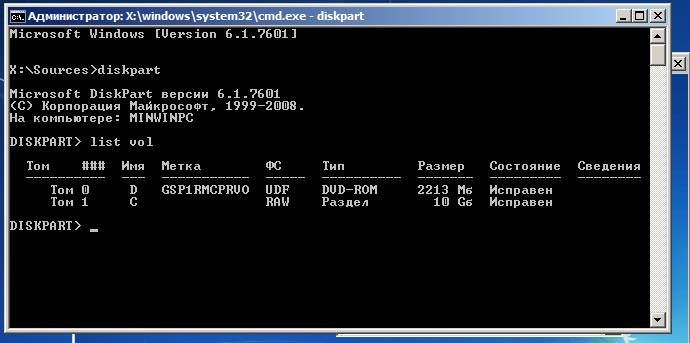 Администратор: X:\windows\system32\cmd.exe - diskpart
Microsoft Windows [Version 6.1.7601]
X:\Sources>diskpart
Microsoft DiskPart версии 6.1.7601
(C) Корпорация Майкрософт, 1999-2008.
На компьютере: MINWINPC
DISKPART> list vol
Том ### Имя Метка ФС Тип Размер Состояние Сведения
Том 0 D GSP1RMCPRVO UDF DVD-ROM 2213 Мб Исправен
Том 1 C RAW Раздел 10 Gб Исправен
DISKPART> _